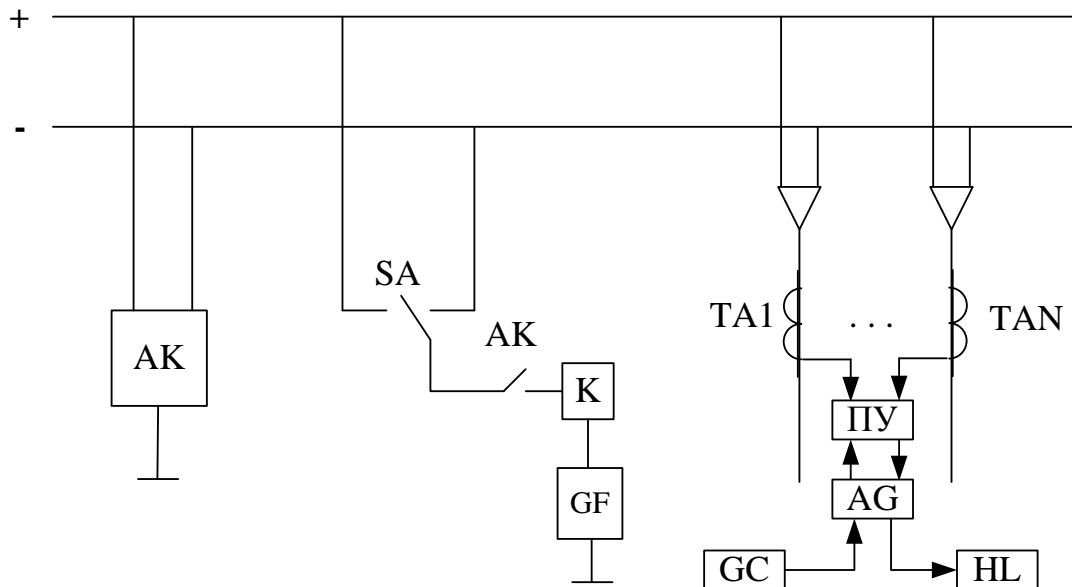 +
-
SA
TA1
. . .
TAN
AK
AK
K
ПУ
GF
AG
GC
HL